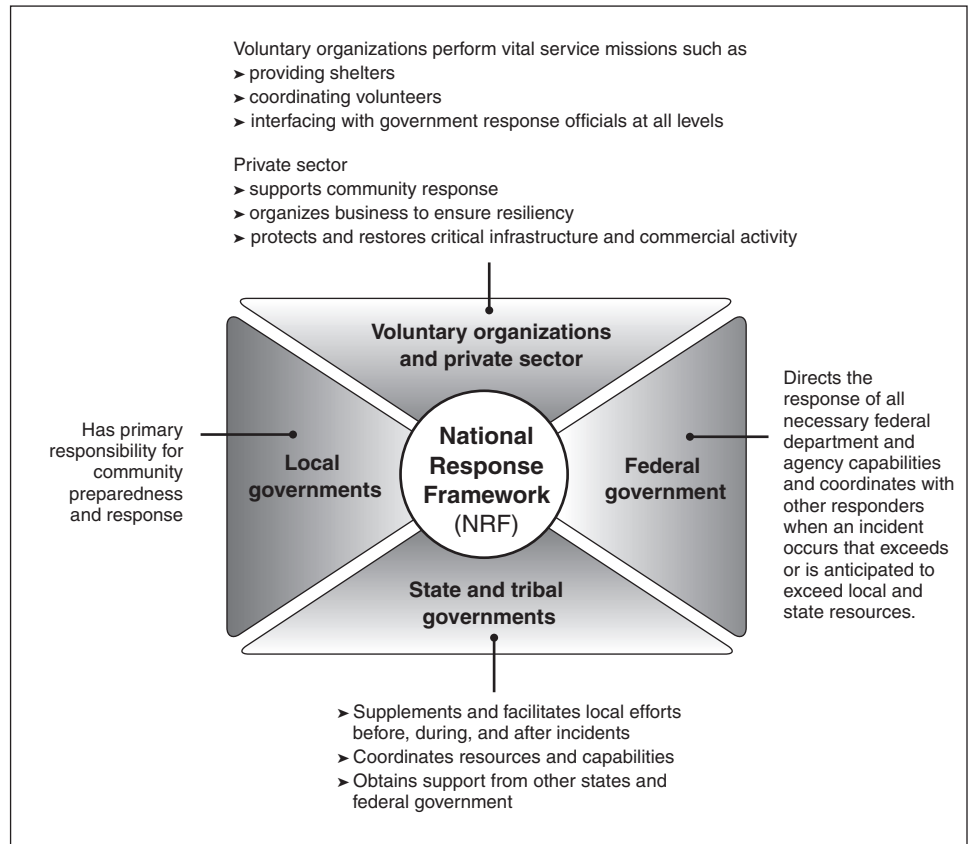 Voluntary organizations perform vital service missions such as
➤ providing shelters
➤ coordinating volunteers
➤ interfacing with government response officials at all levels
Private sector
➤ supports community response
➤ organizes business to ensure resiliency
➤ protects and restores critical infrastructure and commercial activity
Voluntary organizations
and private sector
Has primary
responsibility for
community
preparedness
and response
Local
governments
National
Response
Framework
(NRF)
Federal
government
Directs the
response of all
necessary federal
department and
agency capabilities
and coordinates with
other responders
when an incident
occurs that exceeds
or is anticipated to
exceed local and
state resources.
State and tribal
governments
➤ Supplements and facilitates local efforts
before, during, and after incidents
➤ Coordinates resources and capabilities
➤ Obtains support from other states and
federal government